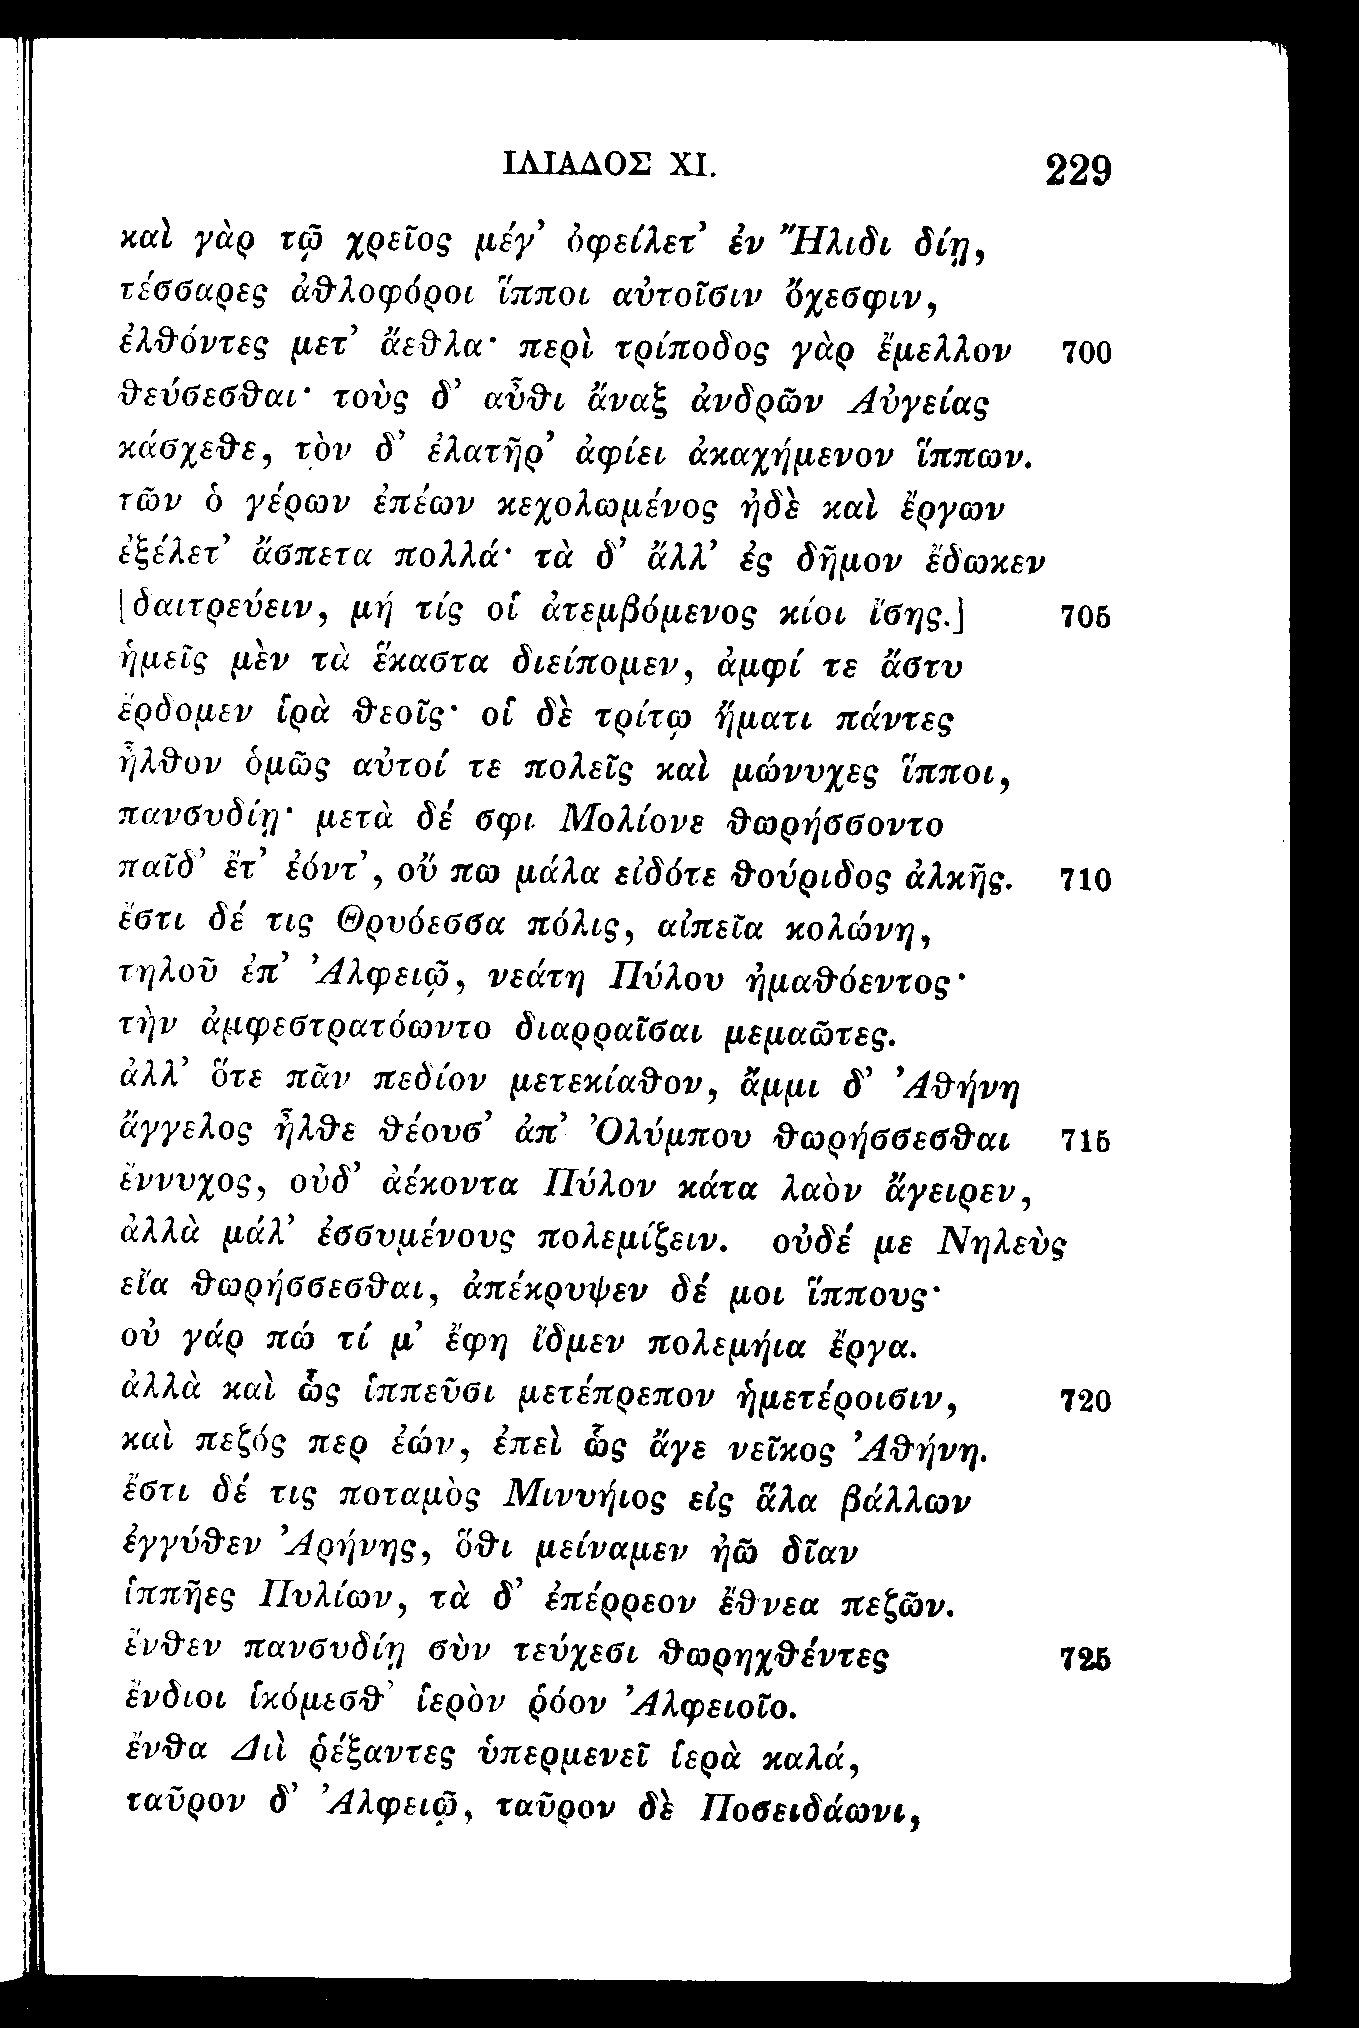 ΙΛΙΑΔΟΣ XI. 229
καὶ γὰρ τῷ χρεῖος μέγ’ ὀφείλετ’ ἐν Ἤλιδι δίῃ,
τέσσαρες ἀθλοφόροι ἵπποι αὐτοῖσιν ὄχεσφιν,
ἐλθόντες μετ’ ἄεθλα· περὶ τρίποδος γὰρ ἔμελλον 700
θεύσεσθαι· τοὺς δ’ αὖθι ἄναξ ἀνδρῶν Αὐγείας
κάσχεθε, τὸν δ’ ἐλατῆρ’ ἀφίει ἀκαχήμενον ἵππων.
τῶν ὁ γέρων ἐπέων κεχολωμένος ἠδὲ καὶ ἔργων
ἐξέλετ’ ἄσπετα πολλά· τὰ δ’ ἄλλ’ ἐς δῆμον ἔδωκεν
[δαιτρεύειν, μή τίς οἱ ἀτεμβόμενος κίοι ἴσης.] 705
ἡμεῖς μὲν τὰ ἕκαστα διείπομεν, ἀμφί τε ἄστυ
ἔρδομεν ἱρὰ θεοῖς· οἱ δὲ τρίτῳ ἤματι πάντες
ἦλθον ὁμῶς αὐτοί τε πολεῖς καὶ μώνυχες ἵπποι,
πανσυδίῃ· μετὰ δέ σφι Μολίονε θωρήσσοντο
παῖδ’ ἔτ’ ἐόντ’, οὔ πω μάλα εἰδότε θούριδος ἀλκῆς. 710
ἔστι δέ τις Θρυόεσσα πόλις, αἰπεῖα κολώνη,
τηλοῦ ἐπ’ Ἀλφειῷ, νεάτη Πύλου ἠμαθόεντος·
τὴν ἀμφεστρατόωντο διαρραῖσαι μεμαῶτες.
ἀλλ’ ὅτε πᾶν πεδίον μετεκίαθον, ἄμμι δ’ Ἀθήνη
ἄγγελος ἦλθε θέουσ’ ἀπ’ Ὀλύμπου θωρήσσεσθαι 715
ἔννυχος, οὐδ’ ἀέκοντα Πύλον κάτα λαὸν ἄγειρεν,
ἀλλὰ μάλ’ ἐσσυμένους πολεμίζειν. οὐδέ με Νηλεὺς
εἴα θωρήσσεσθαι, ἀπέκρυψεν δέ μοι ἵππους·
οὐ γάρ πώ τί μ’ ἔφη ἴδμεν πολεμήια ἔργα.
ἀλλὰ καὶ ὧς ἱππεῦσι μετέπρεπον ἡμετέροισιν, 720
καὶ πεζός περ ἐών, ἐπεὶ ὧς ἄγε νεῖκος Ἀθήνη.
ἔστι δέ τις ποταμὸς Μινυήιος εἰς ἅλα βάλλων
ἐγγύθεν Ἀρήνης, ὅθι μείναμεν ἠῶ δῖαν
ἱππῆες Πυλίων, τὰ δ’ ἐπέρρεον ἔθνεα πεζῶν.
ἔνθεν πανσυδίῃ σὺν τεύχεσι θωρηχθέντες 725
ἔνδιοι ἱκόμεσθ’ ἱερὸν ῥόον Ἀλφειοῖο.
ἔνθα Διὶ ῥέξαντες ὑπερμενεῖ ἱερὰ καλά,
ταῦρον δ’ Ἀλφειῷ, ταῦρον δὲ Ποσειδάωνι,